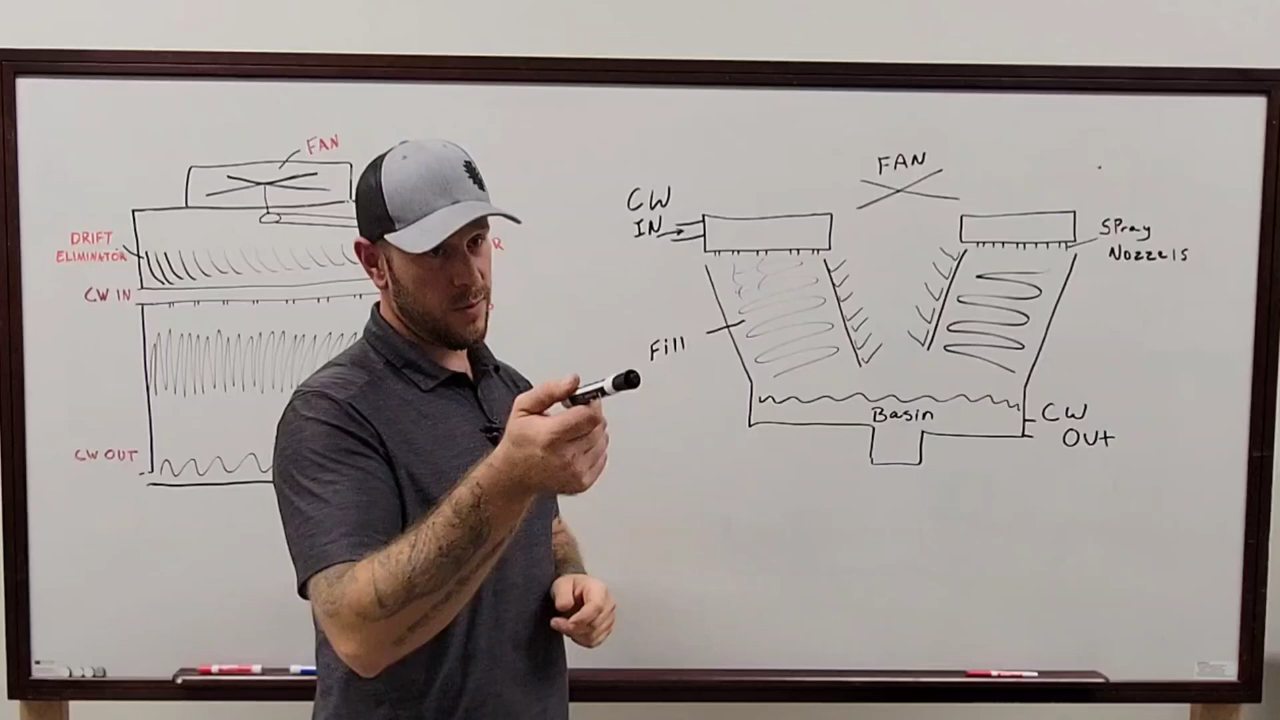 FAN
DRIFT
ELIMINATOR
CW IN
CW OUT
FAN
CW
IN
SPray
Nozzels
Fill
Basin
CW
OUt